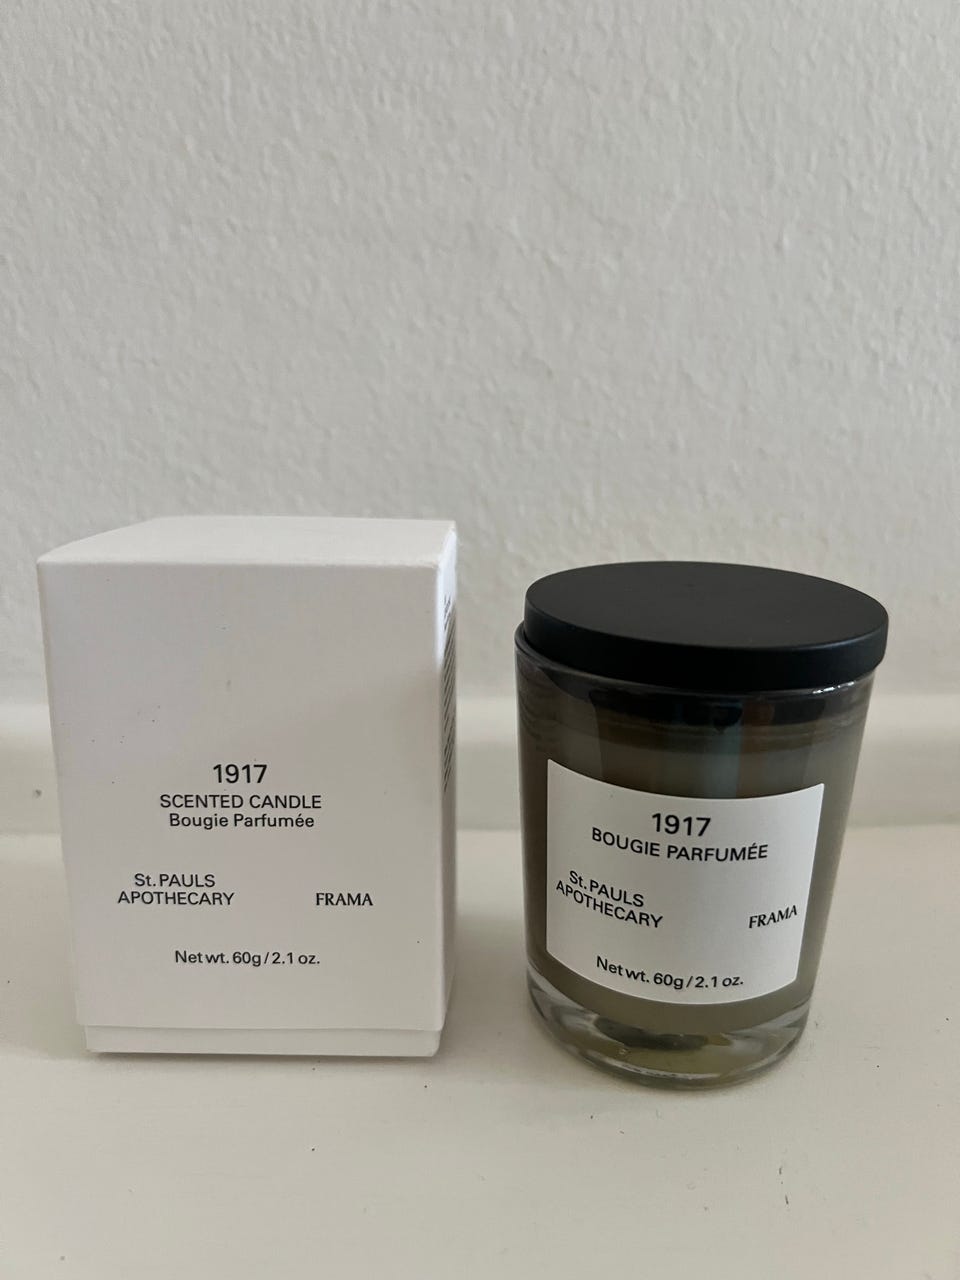 1917
SCENTED CANDLE
Bougie Parfumée
St. PAULS
APOTHECARY
FRAMA
Net wt. 60g/2.1 oz.
1917
BOUGIE PARFUMÉE
St. PAULS
APOTHECARY
FRAMA
Net wt. 60g/2.1 oz.